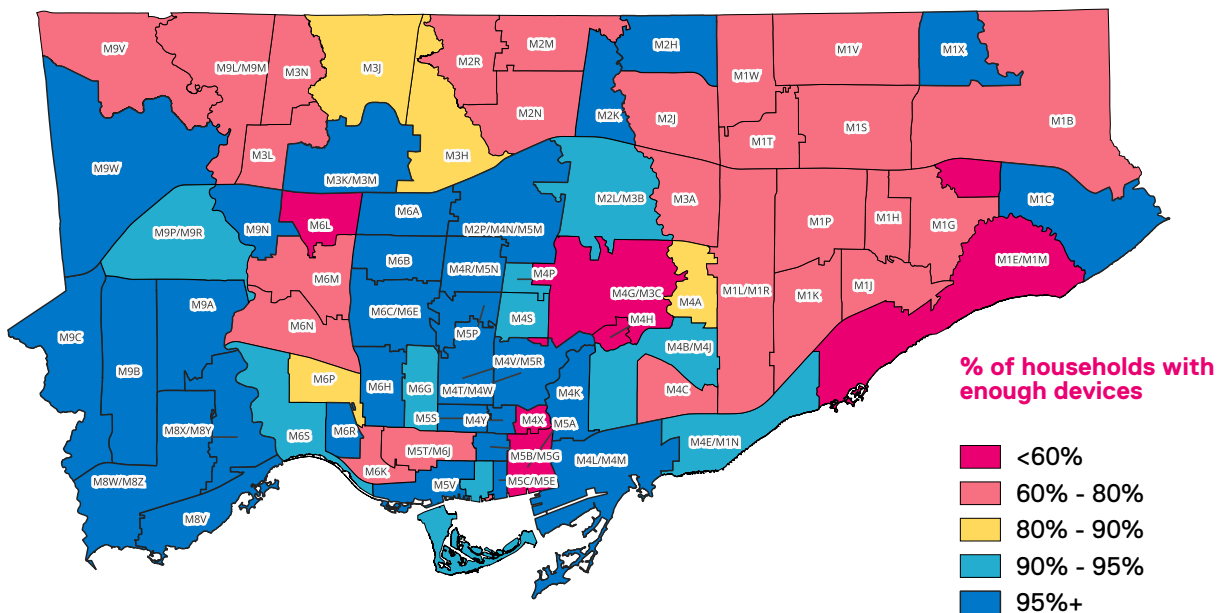 M9V
M9L/M9M
M3N
M3J
M2R
M2M
M2H
M1W
M1V
M1X
M2N
M2K
M2J
M1T
M1S
M1B
M9W
M3L
M3K/M3M
M3H
M2L/M3B
M3A
M1P
M1H
M1G
M1C
M9P/M9R
M9N
M6L
M6A
M2P/M4N/M5M
M6M
M6B
M4R/M5N
M4P
M4G/M3C
M4A
M1L/M1R
M1K
M1J
M1E/M1M
M9C
M9B
M9A
M6N
M6C/M6E
M5P
M4S
M4H
M4B/M4J
M4V/M5R
M6P
M6H
M6G
M4T/M4W
M4K
M4C
M8X/M8Y
M6S
M6R
M5S
M4Y
M4X
M5A
M4E/M1N
M8W/M8Z
M6K
M5T/M6J
M5B/M5G
M4L/M4M
M5V
M5C/M5E
M8V
% of households with
enough devices
<60%
60% - 80%
80% - 90%
90% - 95%
95%+